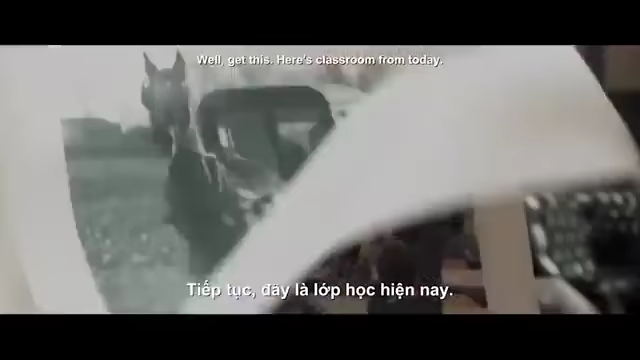 Well, get this. Here's classroom from today.
Tiếp tục, đây là lớp học hiện nay.